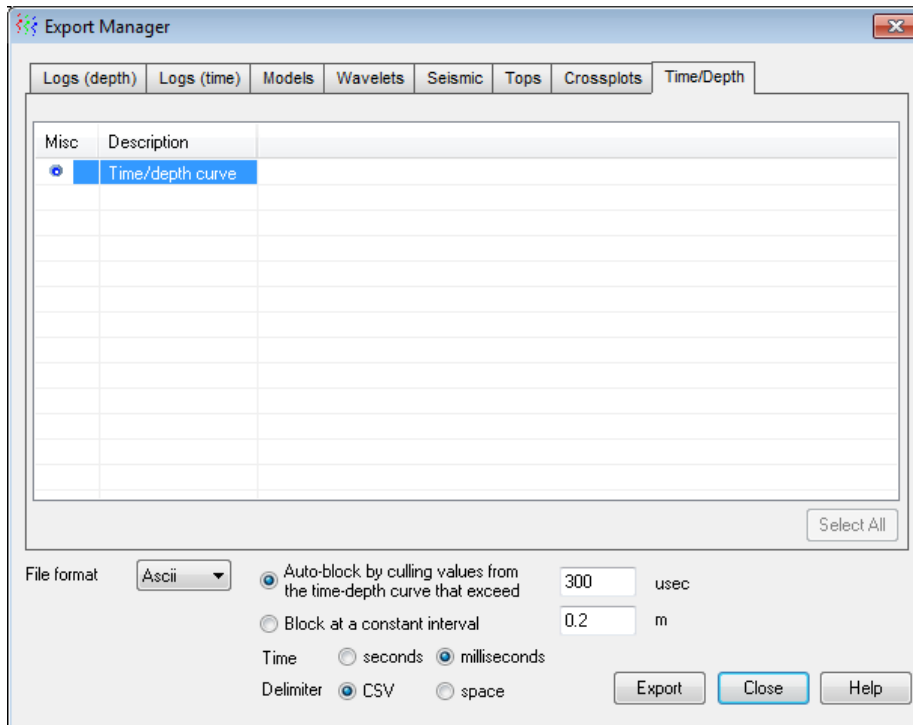 Export Manager
Logs (depth) Logs (time) Models Wavelets Seismic Tops Crossplots Time/Depth
Misc Description
Time/depth curve
Select All
File format Ascii Auto-block by culling values from
the time-depth curve that exceed 300 usec
Block at a constant interval 0.2 m
Time seconds milliseconds
Delimiter CSV space Export Close Help